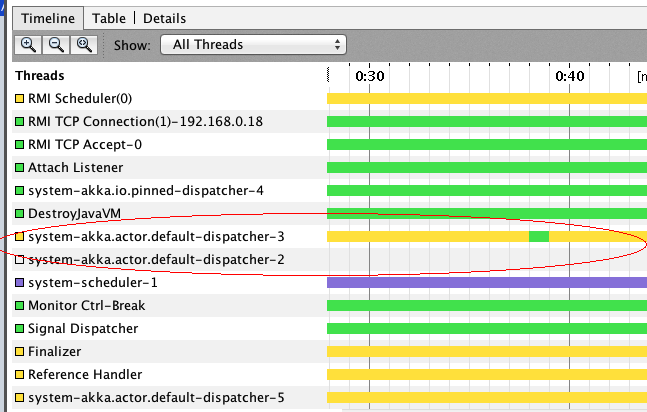 Timeline Table Details
Show: All Threads
Threads 0:30 0:40 [m
RMI Scheduler(0)
RMI TCP Connection(1)-192.168.0.18
RMI TCP Accept-0
Attach Listener
system-akka.io.pinned-dispatcher-4
DestroyJavaVM
system-akka.actor.default-dispatcher-3
system-akka.actor.default-dispatcher-2
system-scheduler-1
Monitor Ctrl-Break
Signal Dispatcher
Finalizer
Reference Handler
system-akka.actor.default-dispatcher-5